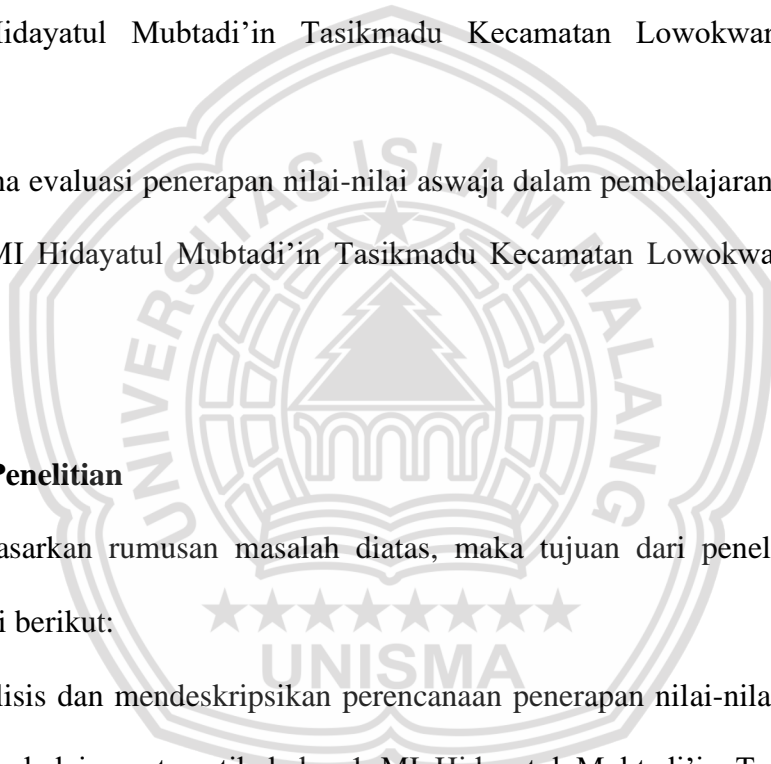 Hidayatul Mubtadi'in Tasikmadu Kecamatan Lowokwar
na evaluasi penerapan nilai-nilai aswaja dalam pembelajaran
MI Hidayatul Mubtadi'in Tasikmadu Kecamatan Lowokwa
Penelitian
asarkan rumusan masalah diatas, maka tujuan dari penel
i berikut:
lisis dan mendeskripsikan perencanaan penerapan nilai-nila
UNIVERSITAS ISLAM MALANG
UNISMA